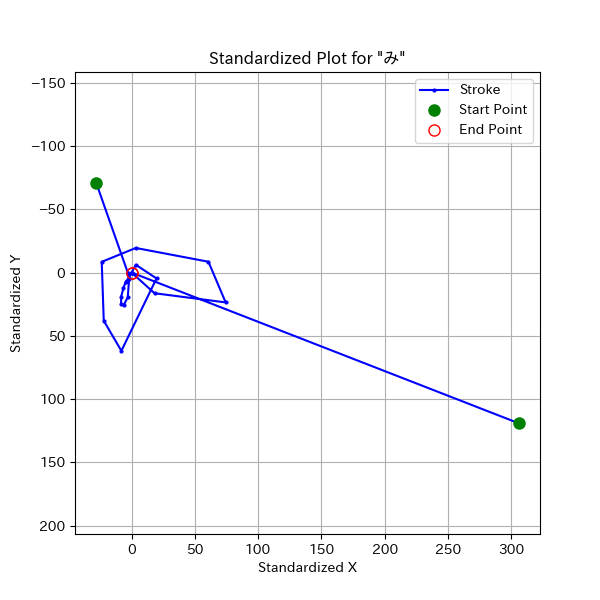 Standardized Plot for "み"
Stroke
Start Point
End Point
Standardized Y
-150
-100
-50
0
50
100
150
200
0 50 100 150 200 250 300
Standardized X